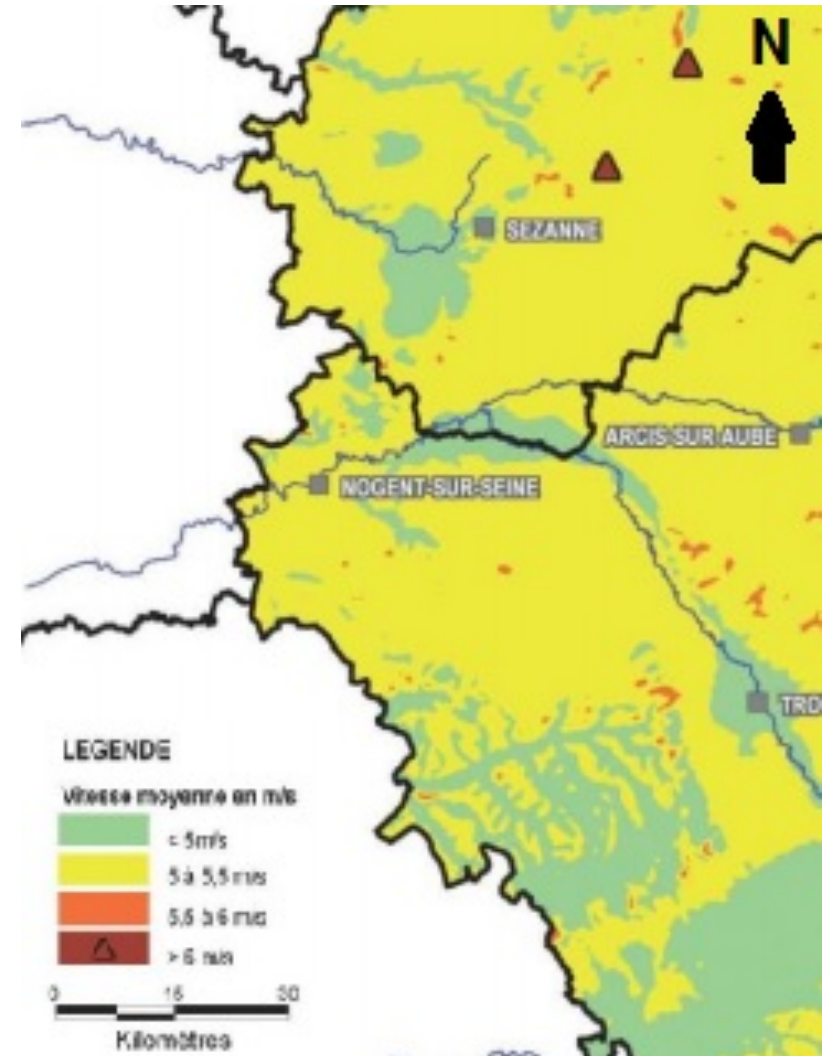 N
SEZANNE
ARCIS SUR AUBE
NOGENT-SUR-SEINE
TRO
LEGENDE
Vitesse moyenne en m/s
< 5m/s
5 à 5,5 m/s
5,5 à 6 m/s
> 6 m/s
0 15 30
Kilomètres